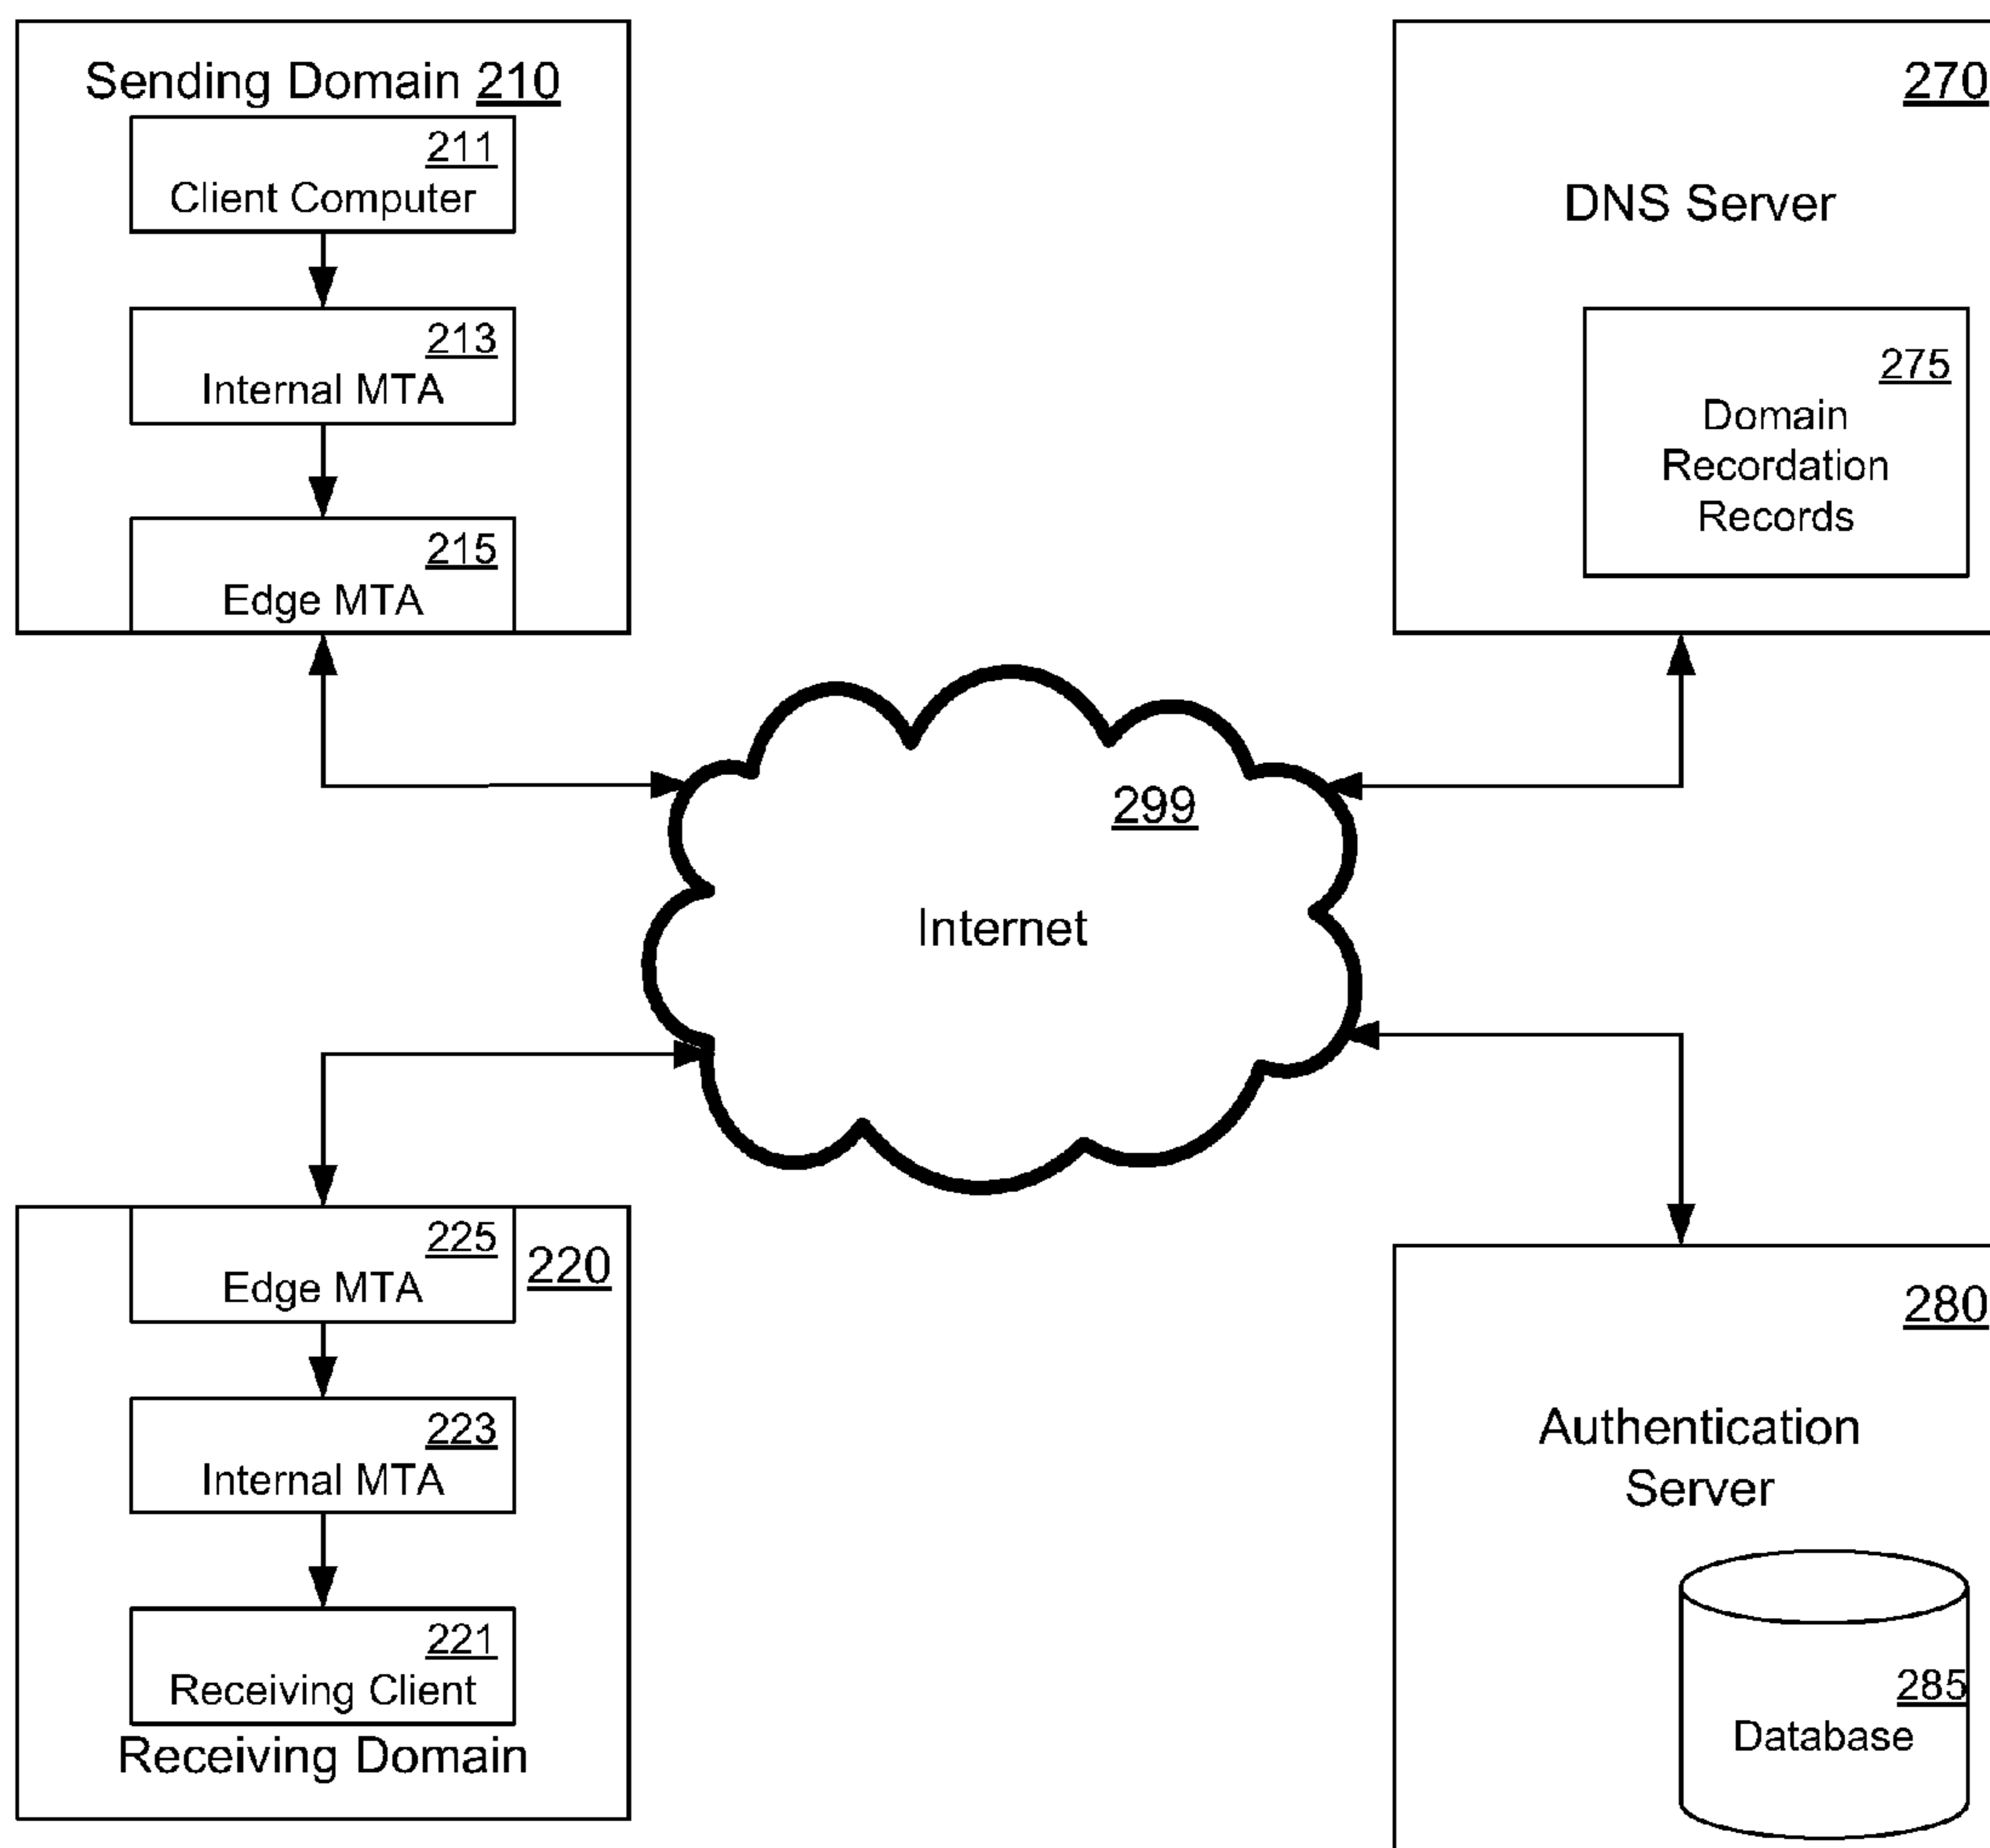 Sending Domain 210
211
Client Computer
213
Internal MTA
215
Edge MTA
270
DNS Server
275
Domain
Recordation
Records
299
Internet
225
Edge MTA
220
223
Internal MTA
221
Receiving Client
Receiving Domain
280
Authentication
Server
285
Database